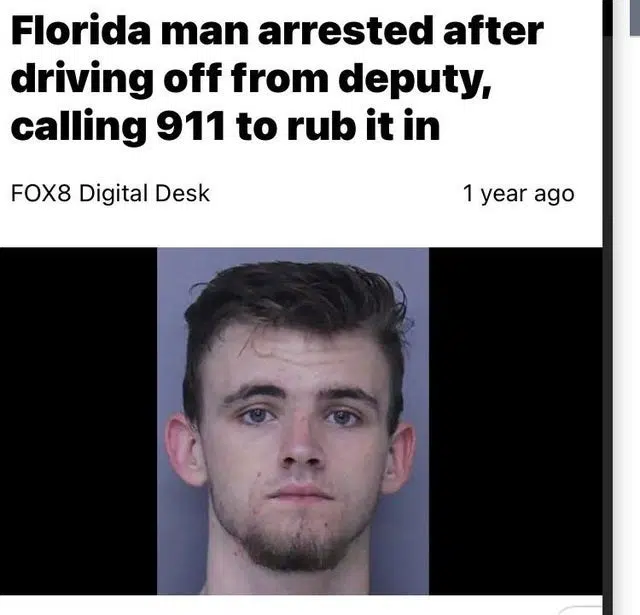 Florida man arrested after
driving off from deputy,
calling 911 to rub it in
FOX8 Digital Desk 1 year ago